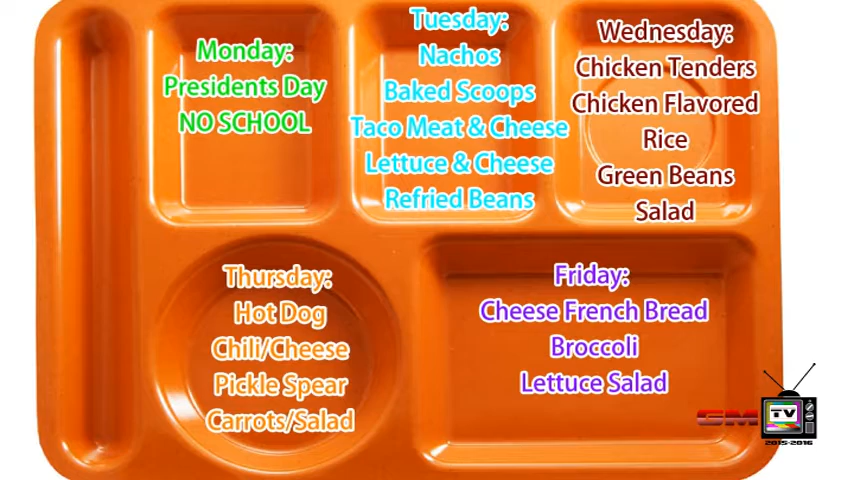 Monday:
Presidents Day
NO SCHOOL
Tuesday:
Nachos
Baked Scoops
Taco Meat & Cheese
Lettuce & Cheese
Refried Beans
Wednesday:
Chicken Tenders
Chicken Flavored
Rice
Green Beans
Salad
Thursday:
Hot Dog
Chili/Cheese
Pickle Spear
Carrots/Salad
Friday:
Cheese French Bread
Broccoli
Lettuce Salad
GM TV
2015-2016